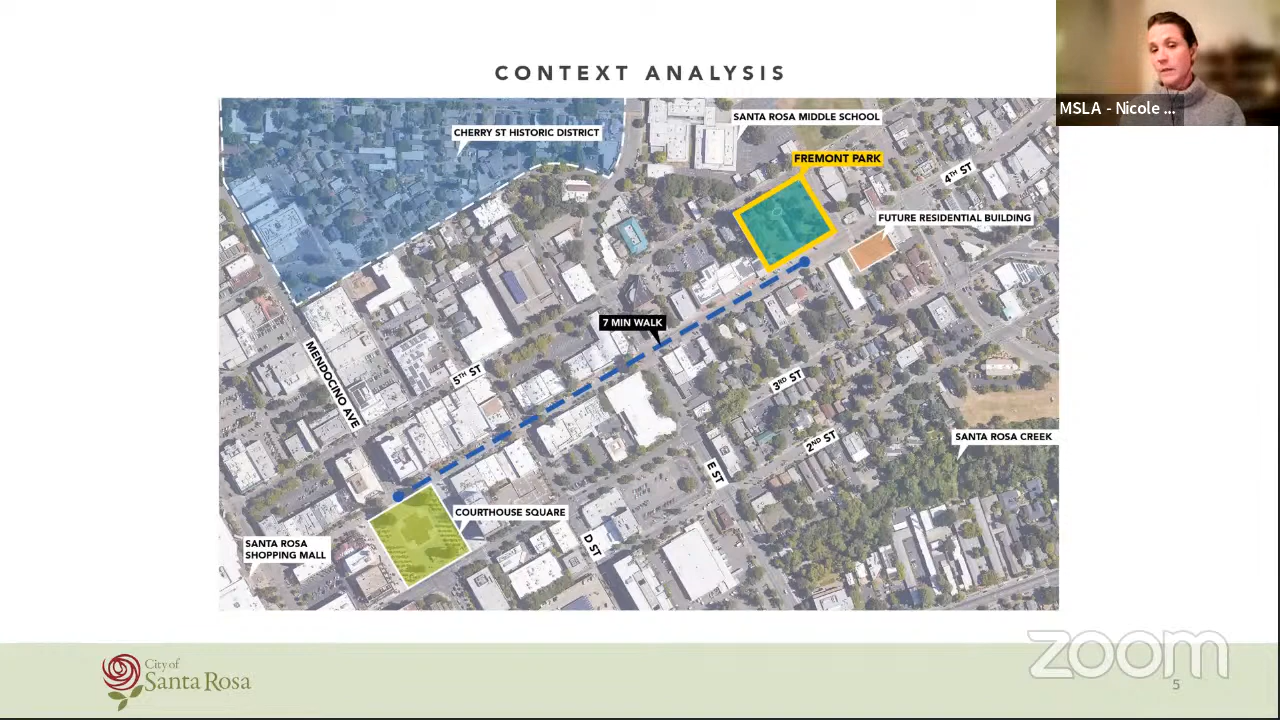 CONTEXT ANALYSIS
MSLA - Nicole ...
SANTA ROSA MIDDLE SCHOOL
CHERRY ST HISTORIC DISTRICT
FREMONT PARK
4TH ST
FUTURE RESIDENTIAL BUILDING
7 MIN WALK
MENDOCINO AVE
5TH ST
3RD ST
2ND ST
SANTA ROSA CREEK
E ST
COURTHOUSE SQUARE
D ST
SANTA ROSA
SHOPPING MALL
City of
Santa Rosa
zoom
5